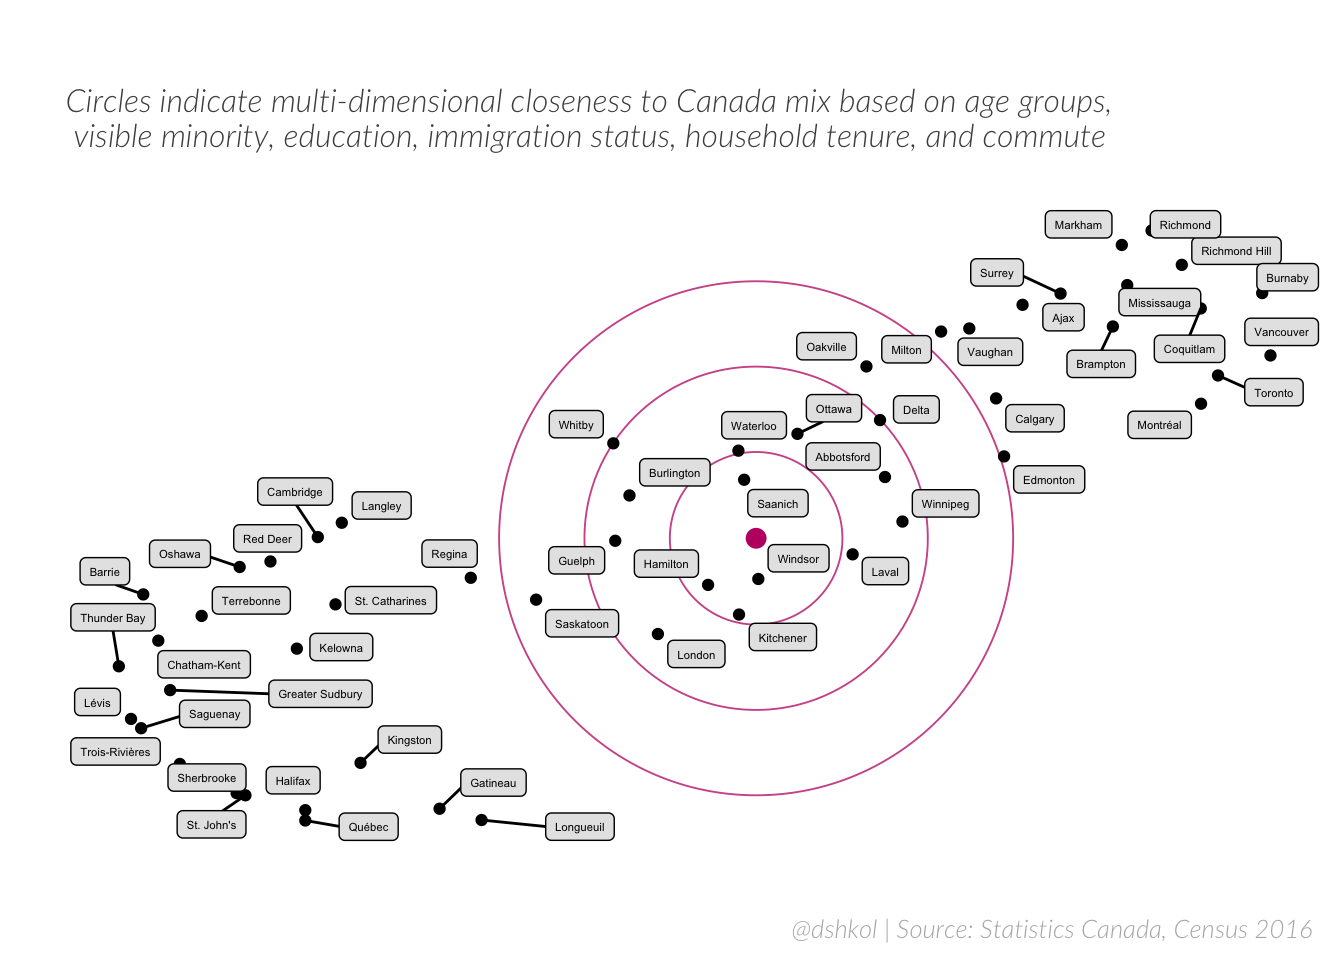 Circles indicate multi-dimensional closeness to Canada mix based on age groups,
visible minority, education, immigration status, household tenure, and commute
Markham
Richmond
Richmond Hill
Surrey
Burnaby
Mississauga
Ajax
Vancouver
Oakville
Milton
Vaughan
Coquitlam
Brampton
Toronto
Whitby
Waterloo
Ottawa
Delta
Calgary
Montréal
Abbotsford
Burlington
Edmonton
Cambridge
Langley
Saanich
Winnipeg
Red Deer
Oshawa
Regina
Guelph
Hamilton
Windsor
Laval
Barrie
Terrebonne
St. Catharines
Thunder Bay
Saskatoon
Kitchener
Kelowna
London
Chatham-Kent
Greater Sudbury
Lévis
Saguenay
Kingston
Trois-Rivières
Sherbrooke
Halifax
Gatineau
St. John's
Québec
Longueuil
@dshkol | Source: Statistics Canada, Census 2016